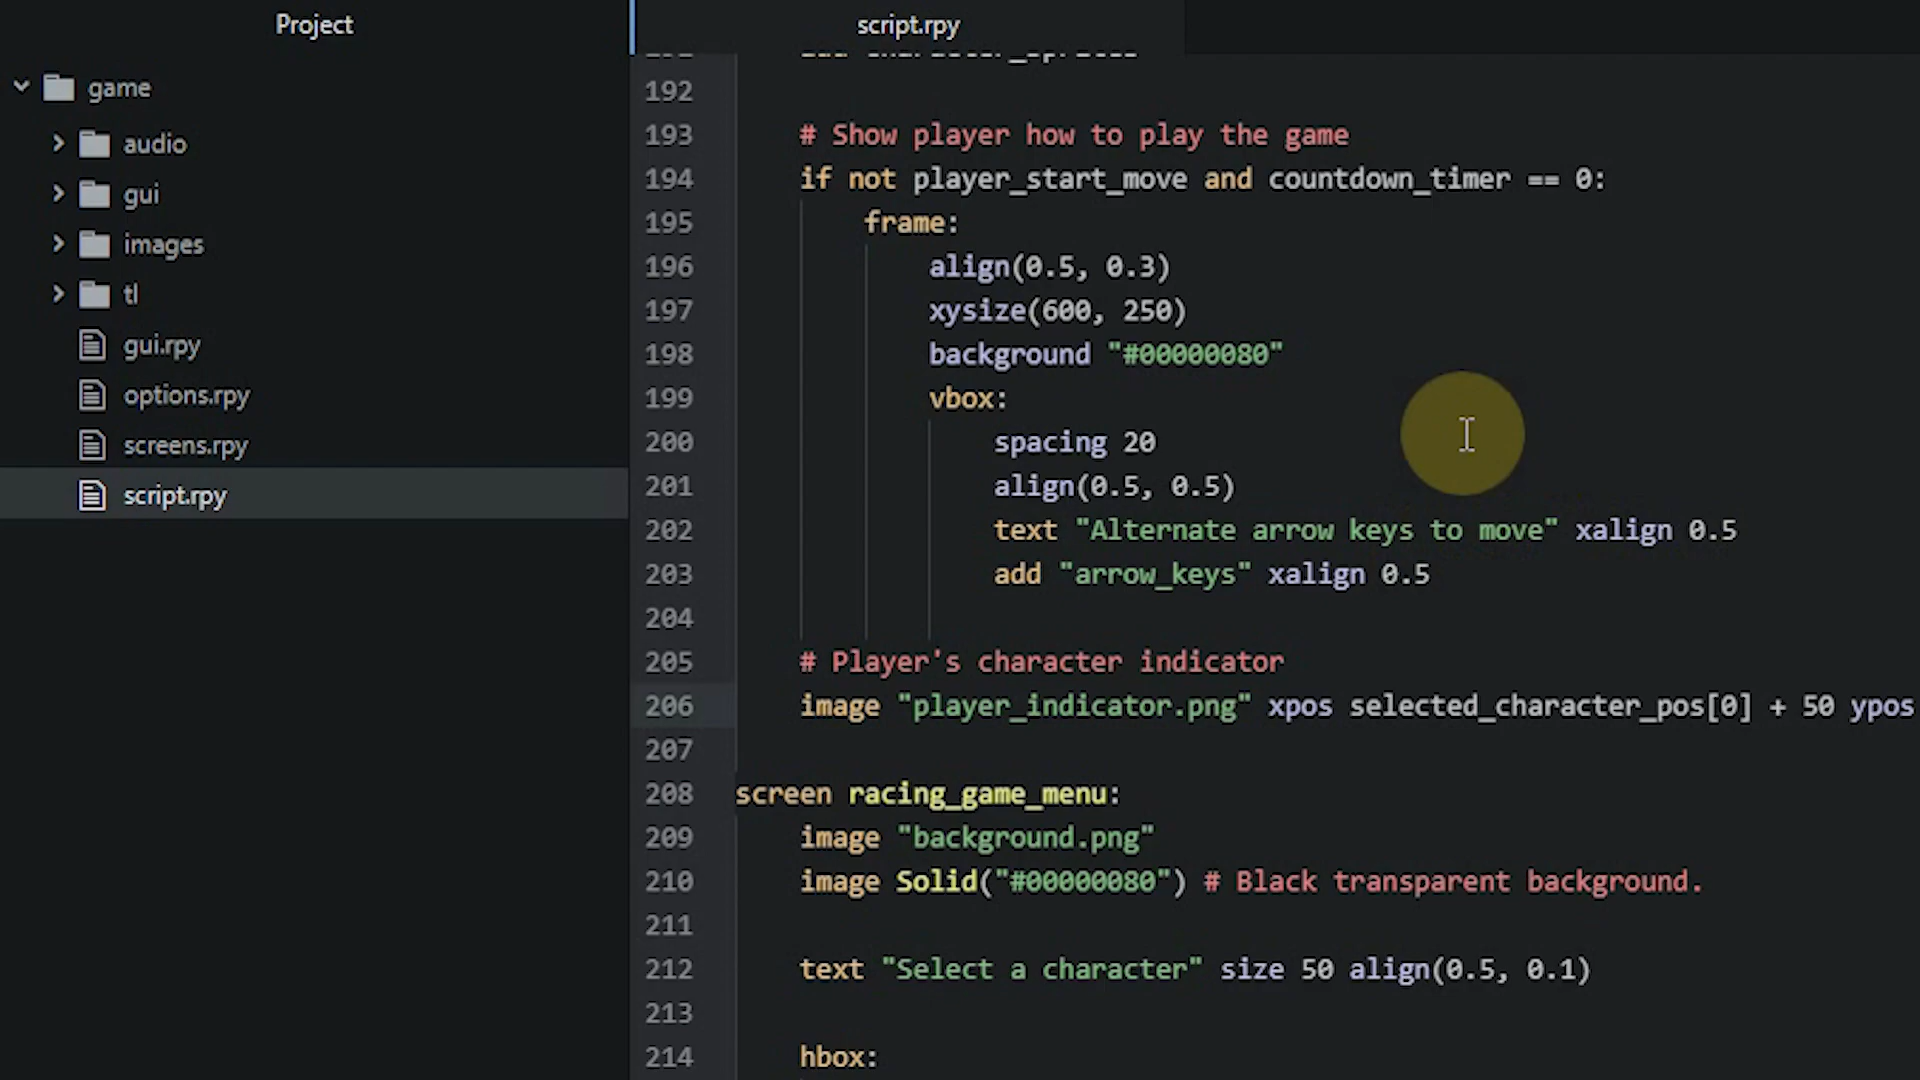 Project
script.rpy
game
audio
gui
images
tl
gui.rpy
options.rpy
screens.rpy
script.rpy
192
193 # Show player how to play the game
194 if not player_start_move and countdown_timer == 0:
195 frame:
196 align(0.5, 0.3)
197 xysize(600, 250)
198 background "#00000080"
199 vbox:
200 spacing 20
201 align(0.5, 0.5)
202 text "Alternate arrow keys to move" xalign 0.5
203 add "arrow_keys" xalign 0.5
204
205 # Player's character indicator
206 image "player_indicator.png" xpos selected_character_pos[0] + 50 ypos
207
208 screen racing_game_menu:
209 image "background.png"
210 image Solid("#00000080") # Black transparent background.
211
212 text "Select a character" size 50 align(0.5, 0.1)
213
214 hbox: